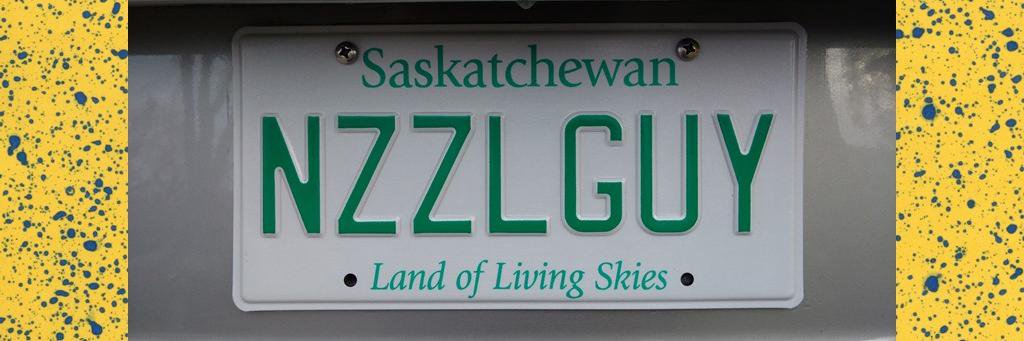 Saskatchewan
NZZLGUY
Land of Living Skies